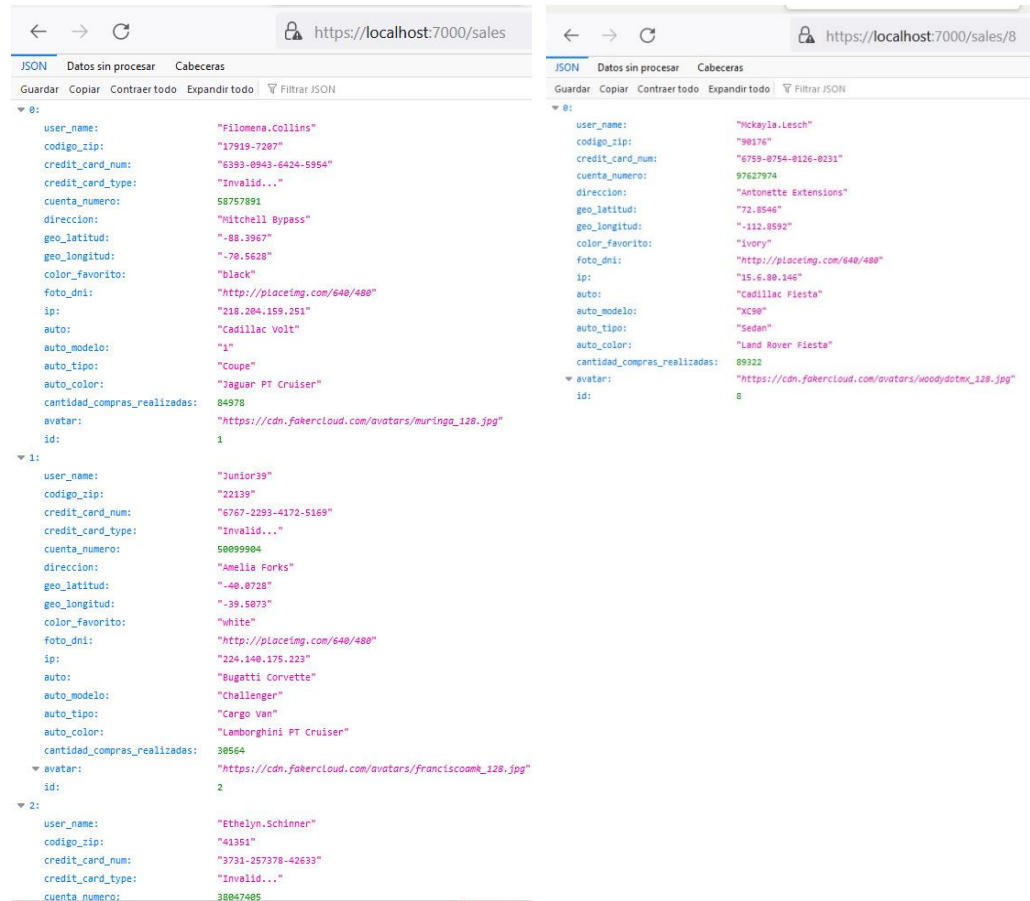 https://localhost:7000/sales
JSON Datos sin procesar Cabeceras
Guardar Copiar Contraer todo Expandir todo Filtrar JSON
0:
user_name: "Filomena.Collins"
codigo_zip: "17919-7207"
credit_card_num: "6393-0943-6424-5954"
credit_card_type: "Invalid..."
cuenta_numero: 58757891
direccion: "Mitchell Bypass"
geo_latitud: "-88.3967"
geo_longitud: "-70.5628"
color_favorito: "black"
foto_dni: "http://placeimg.com/640/480"
ip: "218.204.159.251"
auto: "Cadillac Volt"
auto_modelo: "1"
auto_tipo: "Coupe"
auto_color: "Jaguar PT Cruiser"
cantidad_compras_realizadas: 84978
avatar: "https://cdn.fakercloud.com/avatars/muringa_128.jpg"
id: 1
1:
user_name: "Junior39"
codigo_zip: "22139"
credit_card_num: "6767-2293-4172-5169"
credit_card_type: "Invalid..."
cuenta_numero: 50099904
direccion: "Amelia Forks"
geo_latitud: "-40.0728"
geo_longitud: "-39.5073"
color_favorito: "white"
foto_dni: "http://placeimg.com/640/480"
ip: "224.140.175.223"
auto: "Bugatti Corvette"
auto_modelo: "Challenger"
auto_tipo: "Cargo Van"
auto_color: "Lamborghini PT Cruiser"
cantidad_compras_realizadas: 30564
avatar: "https://cdn.fakercloud.com/avatars/franciscoamk_128.jpg"
id: 2
2:
user_name: "Ethelyn.Schinner"
codigo_zip: "41351"
credit_card_num: "3731-257378-42633"
credit_card_type: "Invalid..."
cuenta_numero: 38047405
https://localhost:7000/sales/8
JSON Datos sin procesar Cabeceras
Guardar Copiar Contraer todo Expandir todo Filtrar JSON
0:
user_name: "Mckayla.Lesch"
codigo_zip: "90176"
credit_card_num: "6759-0754-0126-0231"
cuenta_numero: 97627974
direccion: "Antonette Extensions"
geo_latitud: "72.8546"
geo_longitud: "-112.8592"
color_favorito: "ivory"
foto_dni: "http://placeimg.com/640/480"
ip: "15.6.80.146"
auto: "Cadillac Fiesta"
auto_modelo: "XC90"
auto_tipo: "Sedan"
auto_color: "Land Rover Fiesta"
cantidad_compras_realizadas: 89322
avatar: "https://cdn.fakercloud.com/avatars/woodydotmx_128.jpg"
id: 8